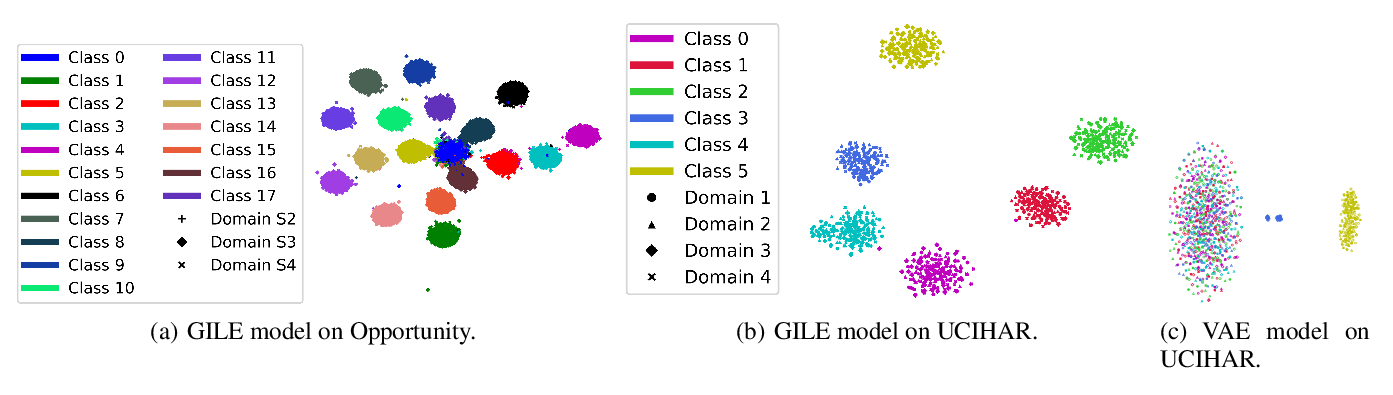 Class 0
Class 1
Class 2
Class 3
Class 4
Class 5
Class 6
Class 7
Class 8
Class 9
Class 10
Class 11
Class 12
Class 13
Class 14
Class 15
Class 16
Class 17
Domain S2
Domain S3
Domain S4
(a) GILE model on Opportunity.
Class 0
Class 1
Class 2
Class 3
Class 4
Class 5
Domain 1
Domain 2
Domain 3
Domain 4
(b) GILE model on UCIHAR.
(c) VAE model on
UCIHAR.